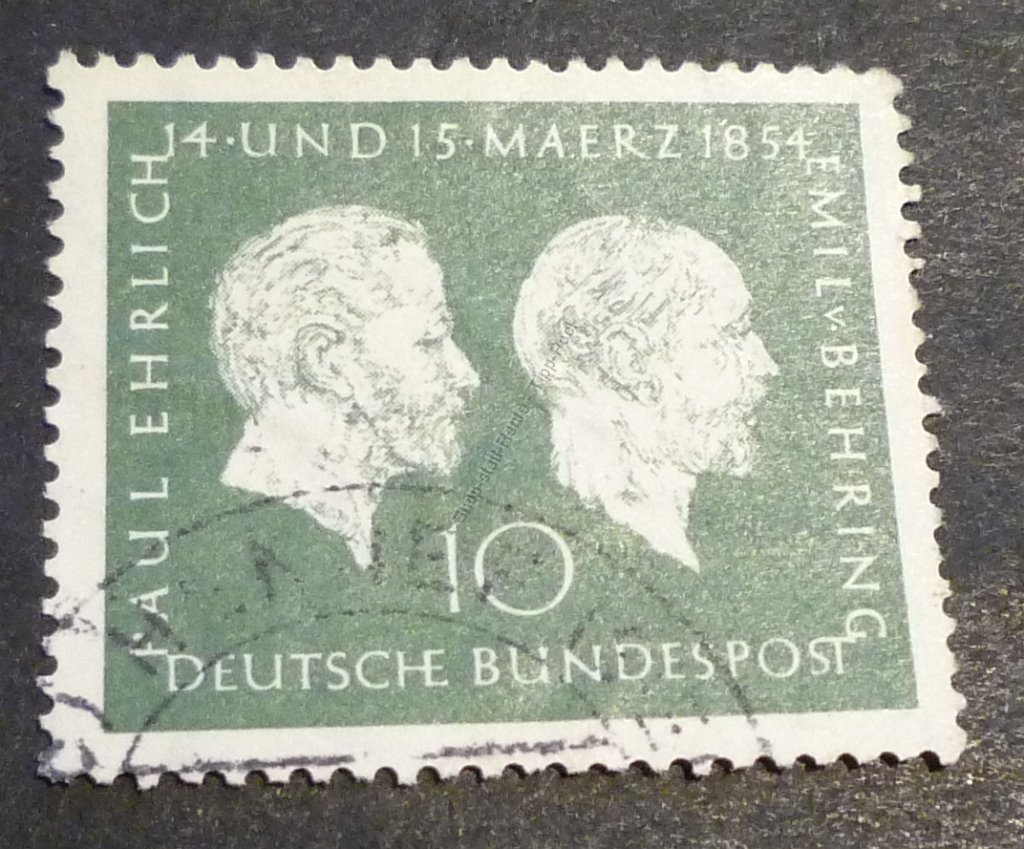 14·UND 15·MAERZ 1854
PAUL EHRLICH
EMIL v. BEHRING
10
DEUTSCHE BUNDESPOST